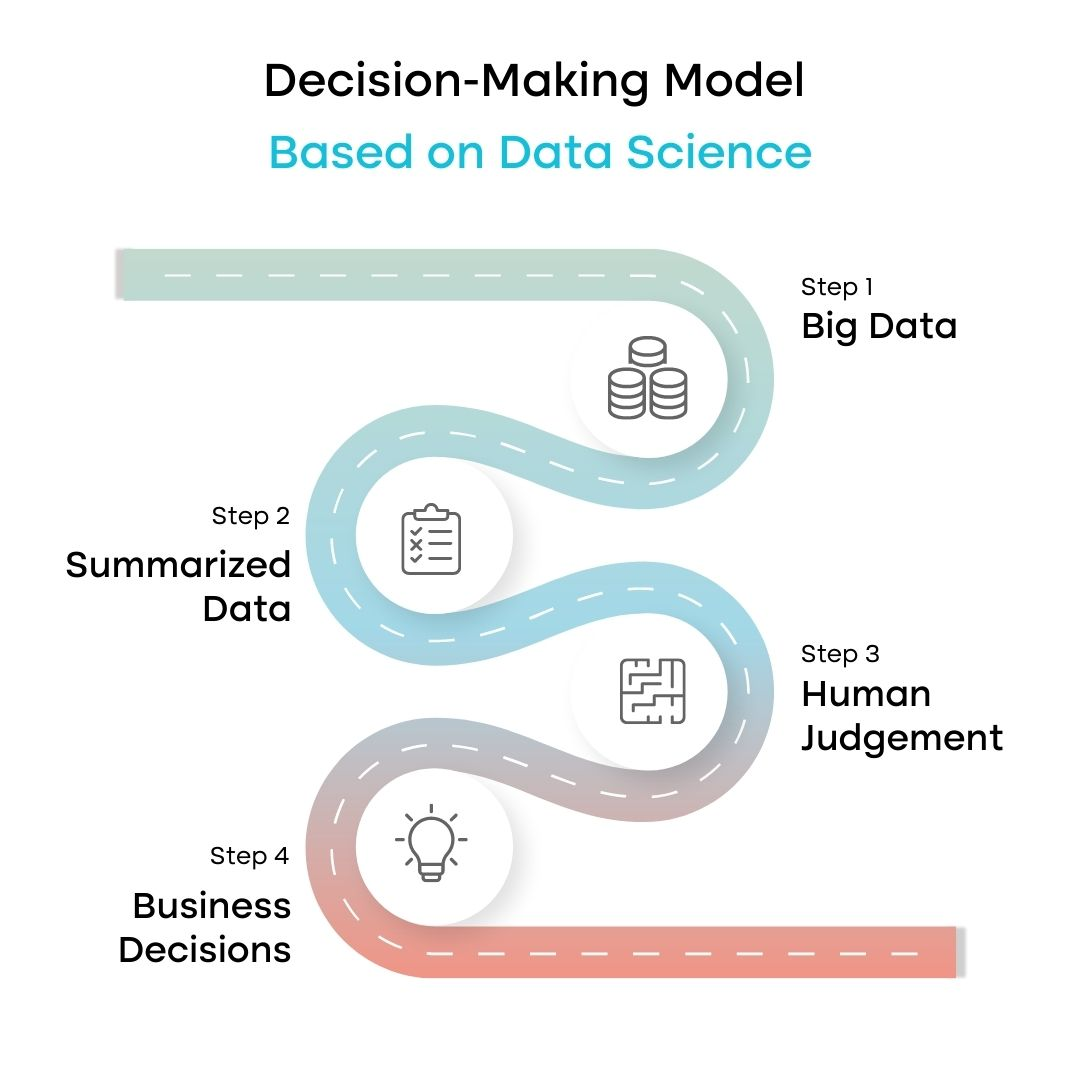 Decision-Making Model
Based on Data Science
Step 1
Big Data
Step 2
Summarized
Data
Step 3
Human
Judgement
Step 4
Business
Decisions